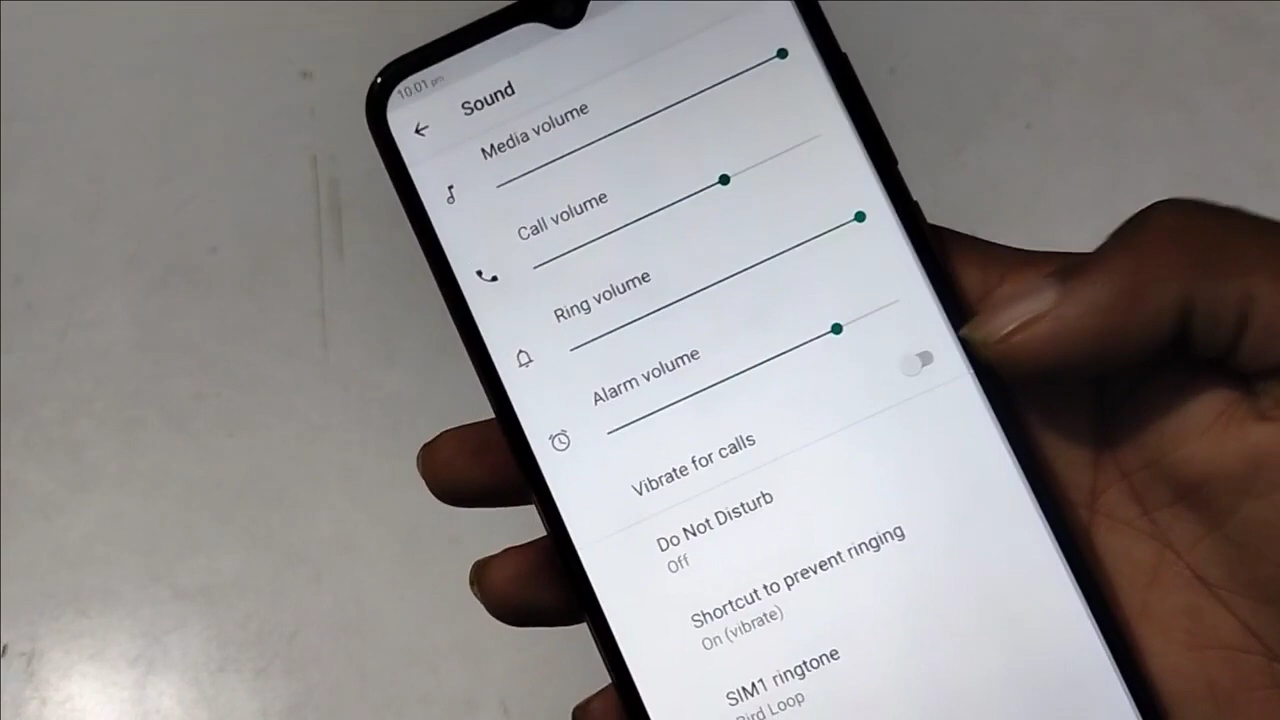 10:01 pm
Sound
Media volume
Call volume
Ring volume
Alarm volume
Vibrate for calls
Do Not Disturb
Off
Shortcut to prevent ringing
On (vibrate)
SIM1 ringtone
Bird Loop